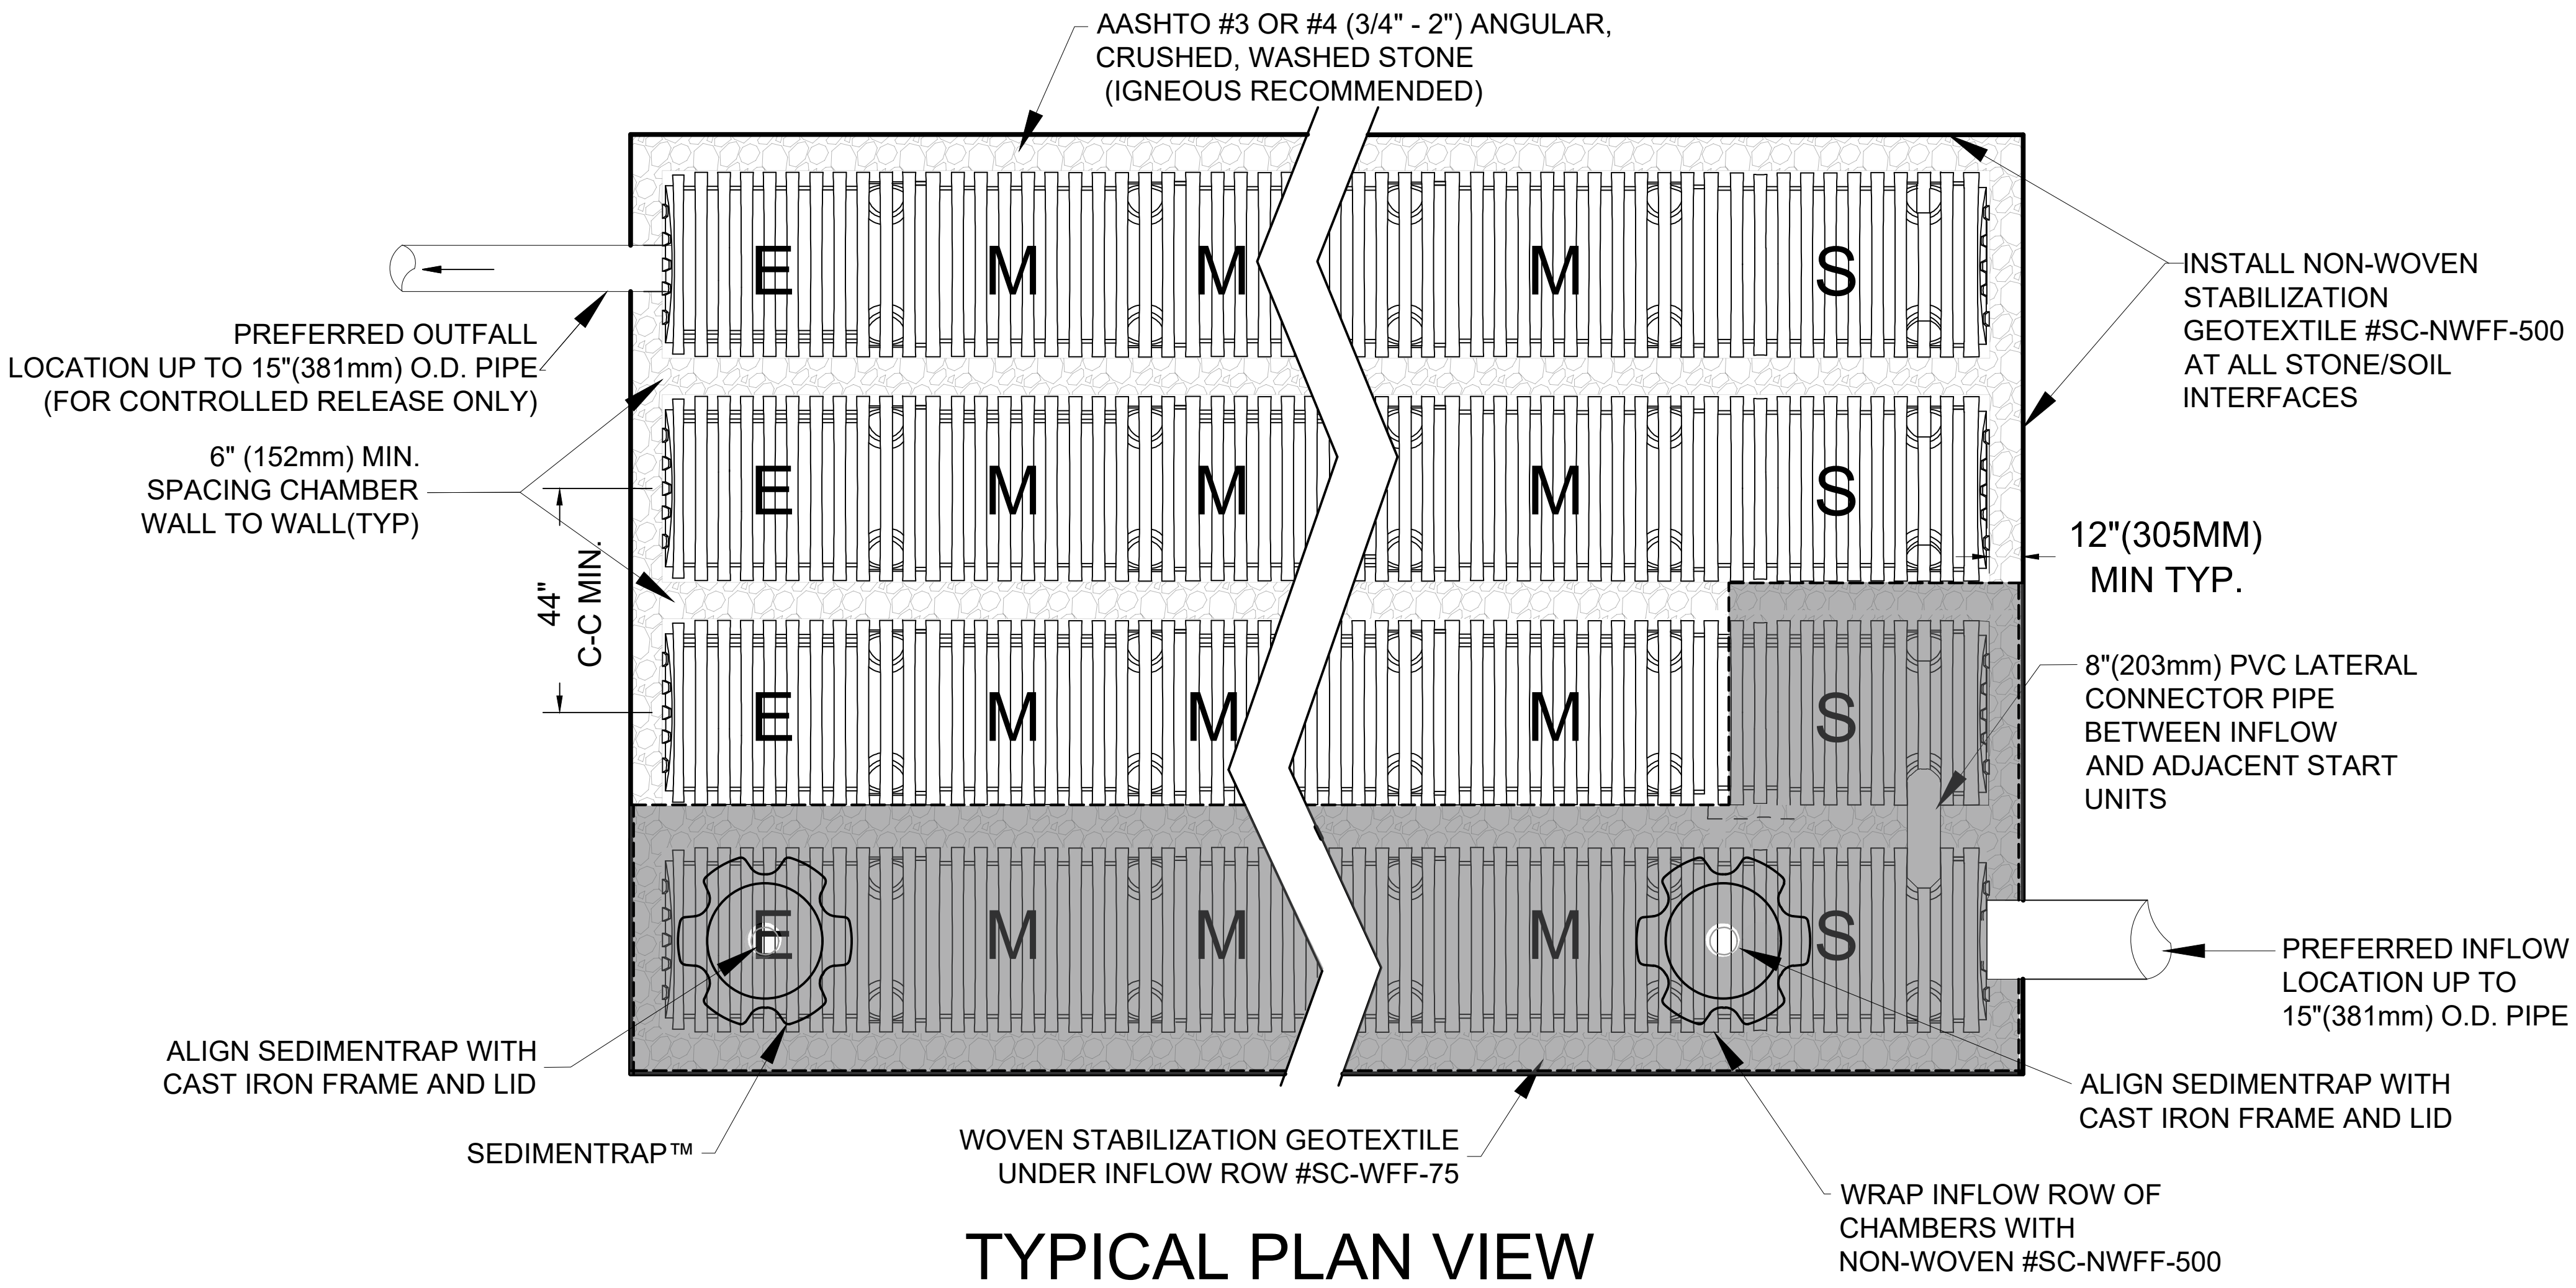 AASHTO #3 OR #4 (3/4" - 2") ANGULAR,
CRUSHED, WASHED STONE
(IGNEOUS RECOMMENDED)
PREFERRED OUTFALL
LOCATION UP TO 15"(381mm) O.D. PIPE
(FOR CONTROLLED RELEASE ONLY)
6" (152mm) MIN.
SPACING CHAMBER
WALL TO WALL(TYP)
44"
C-C MIN.
E M M M S
E M M M S
E M M M S
E M M M S
INSTALL NON-WOVEN
STABILIZATION
GEOTEXTILE #SC-NWFF-500
AT ALL STONE/SOIL
INTERFACES
12"(305MM)
MIN TYP.
8"(203mm) PVC LATERAL
CONNECTOR PIPE
BETWEEN INFLOW
AND ADJACENT START
UNITS
PREFERRED INFLOW
LOCATION UP TO
15"(381mm) O.D. PIPE
ALIGN SEDIMENTRAP WITH
CAST IRON FRAME AND LID
SEDIMENTRAP™
WOVEN STABILIZATION GEOTEXTILE
UNDER INFLOW ROW #SC-WFF-75
ALIGN SEDIMENTRAP WITH
CAST IRON FRAME AND LID
WRAP INFLOW ROW OF
CHAMBERS WITH
NON-WOVEN #SC-NWFF-500
TYPICAL PLAN VIEW